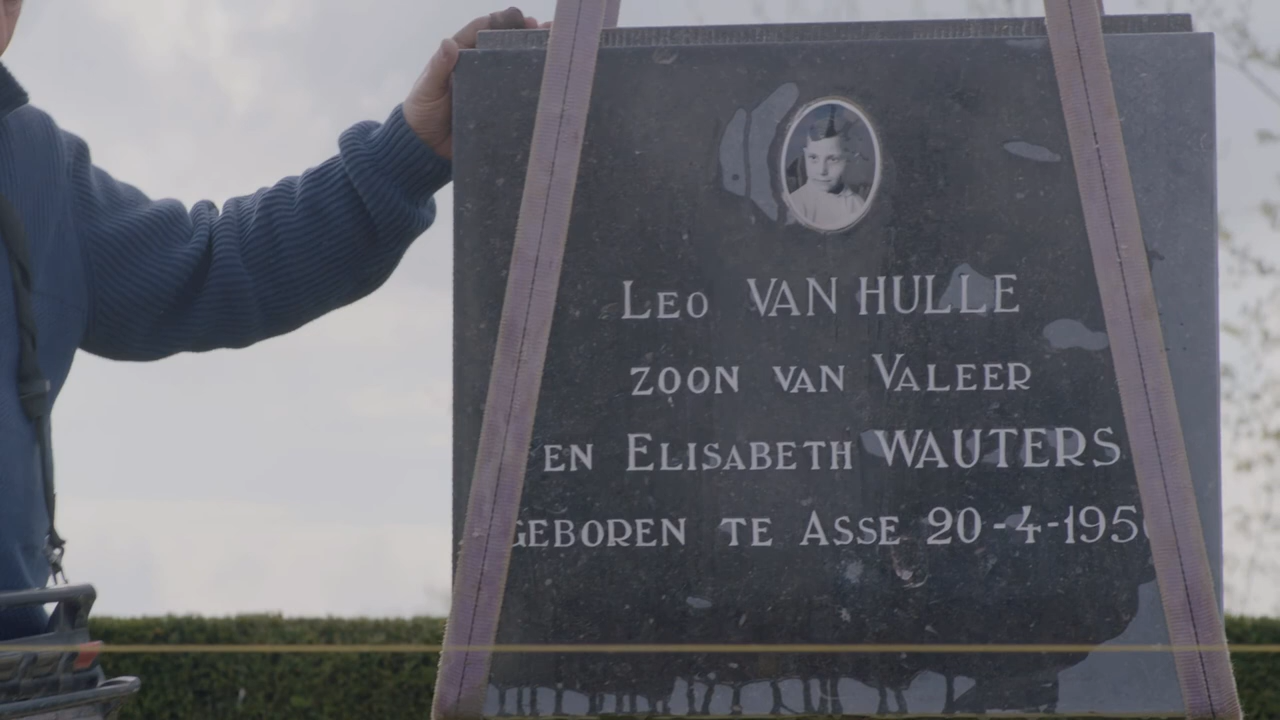 Leo VAN HULLE
ZOON VAN VALEER
EN ELISABETH WAUTERS
GEBOREN TE ASSE 20-4-195